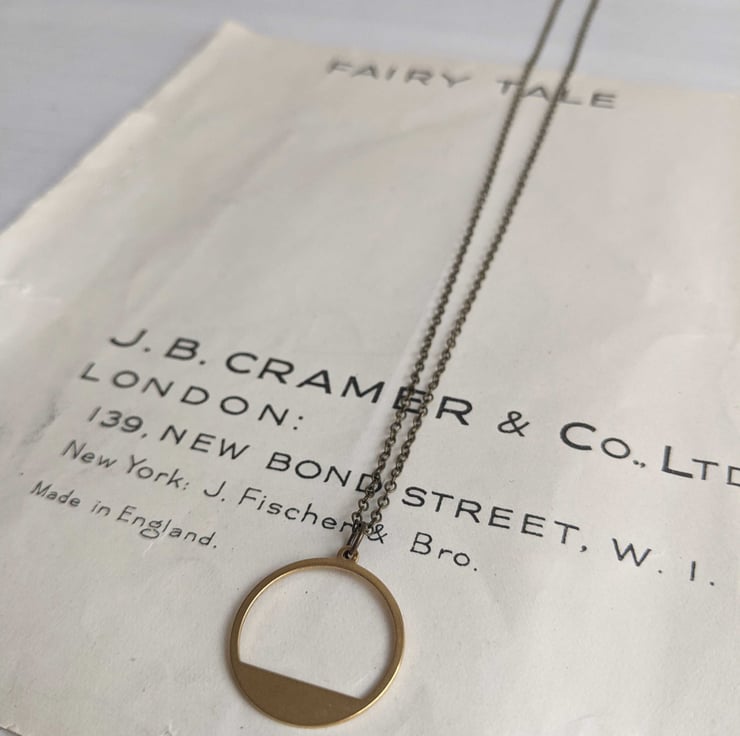 FAIRY TALE
J. B. CRAMER & Co., LTD
LONDON:
139, NEW BOND STREET, W. 1.
New York: J. Fischer & Bro.
Made in England.